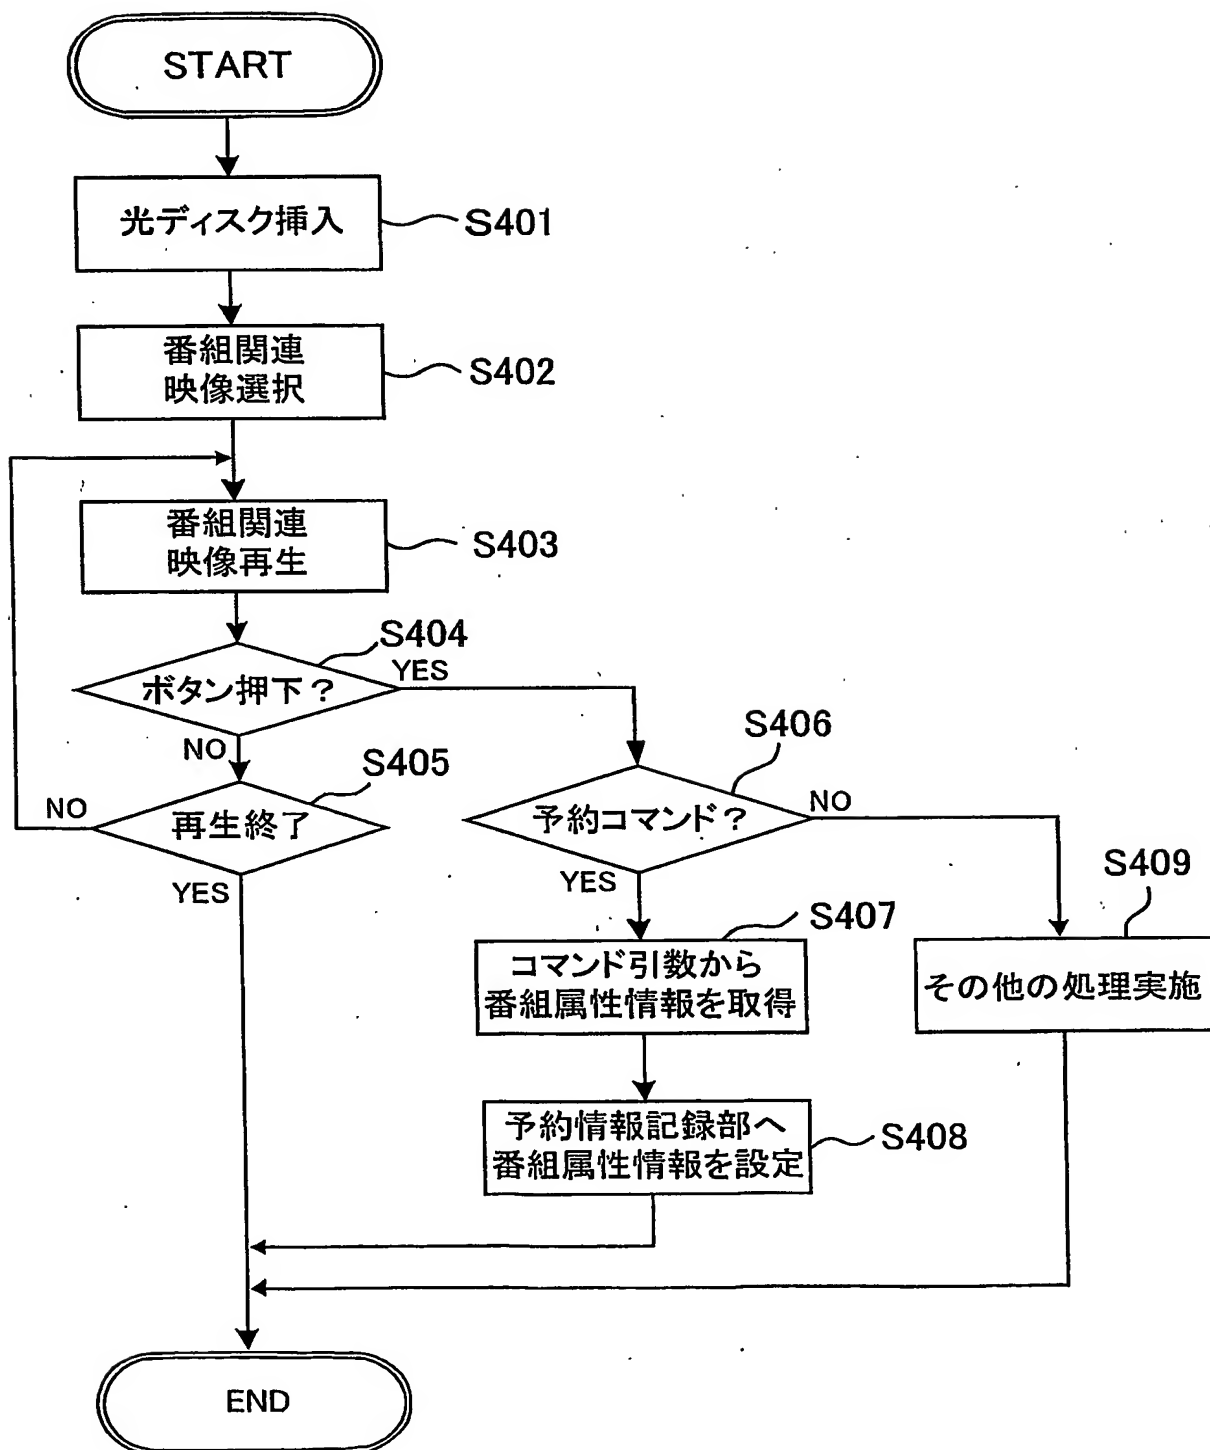 START
光ディスク挿入
S401
番組関連
映像選択
S402
番組関連
映像再生
S403
S404
ボタン押下？
YES
NO
S405
再生終了
NO
YES
S406
予約コマンド？
NO
YES
S407
コマンド引数から
番組属性情報を取得
S409
その他の処理実施
予約情報記録部へ
番組属性情報を設定
S408
END